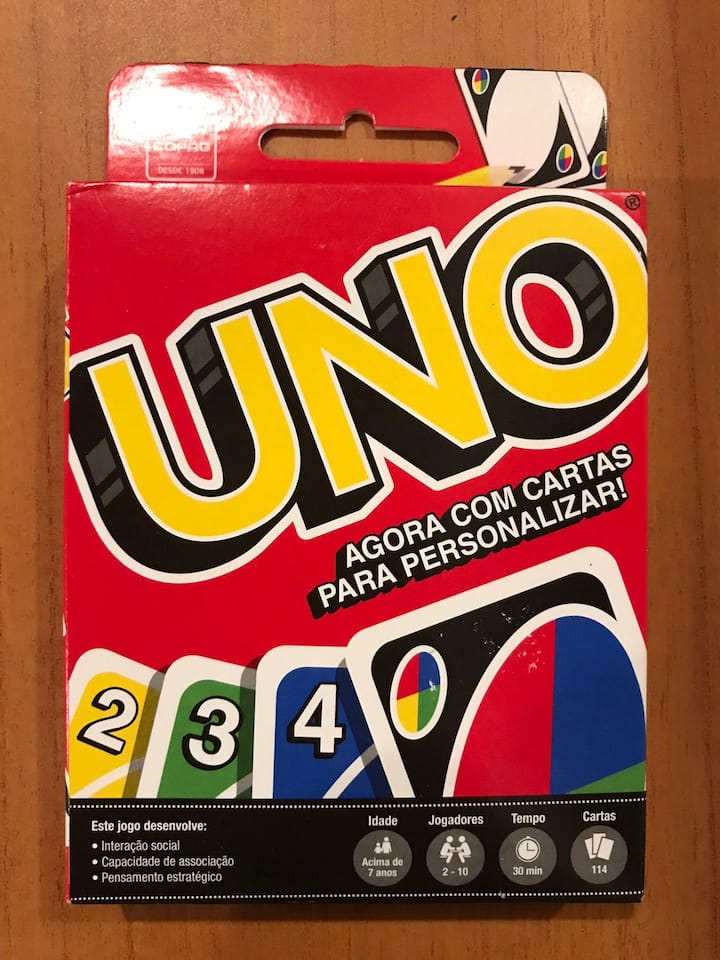 COPAG
DESDE 1908
UNO®
AGORA COM CARTAS
PARA PERSONALIZAR!
2
3
4
Este jogo desenvolve:
• Interação social
• Capacidade de associação
• Pensamento estratégico
Idade
Acima de
7 anos
Jogadores
2 - 10
Tempo
30 min
Cartas
114